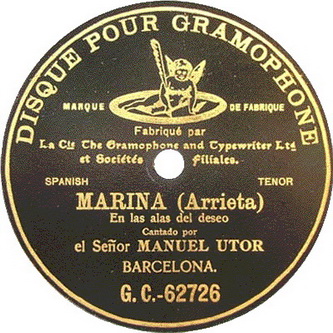 DISQUE POUR GRAMOPHONE
MARQUE DE FABRIQUE
Fabriqué par
La Cie The Gramophone and Typewriter Ltd
et Sociétés filiales.
SPANISH TENOR
MARINA (Arrieta)
En las alas del deseo
Cantado por
el Señor MANUEL UTOR
BARCELONA.
G.C.-62726